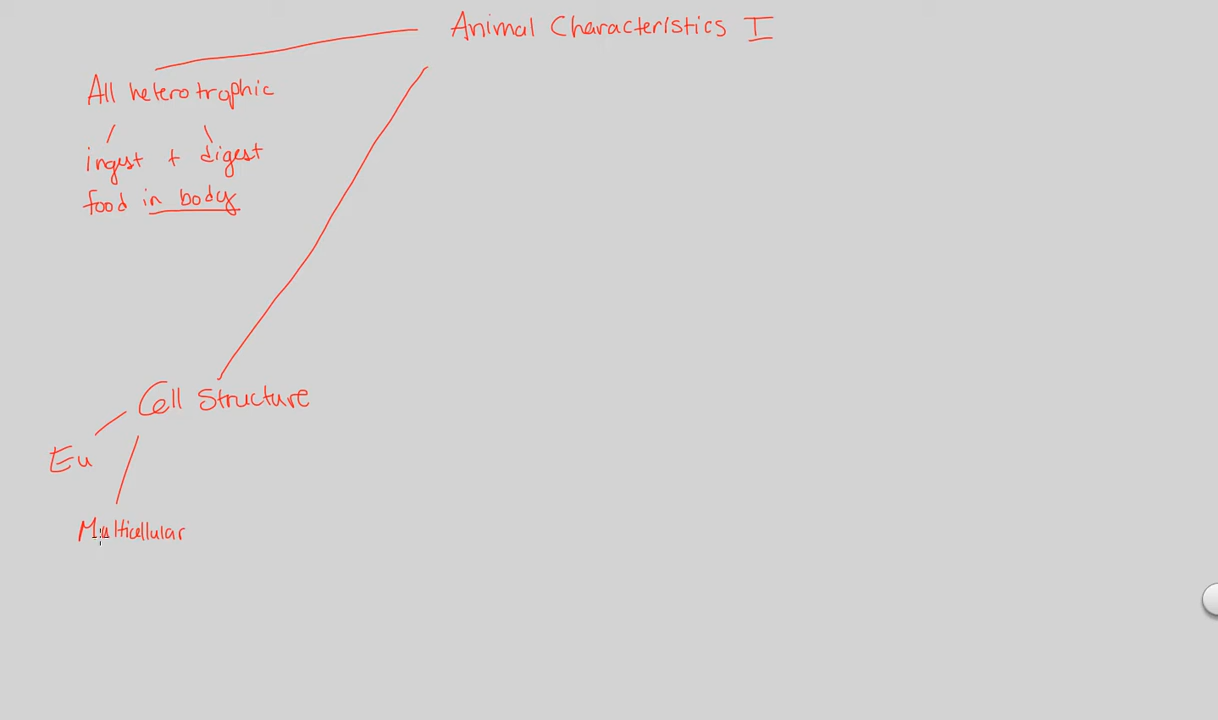 Animal Characteristics I
All heterotrophic
ingest + digest
food in body
Cell Structure
Eu
Multicellular